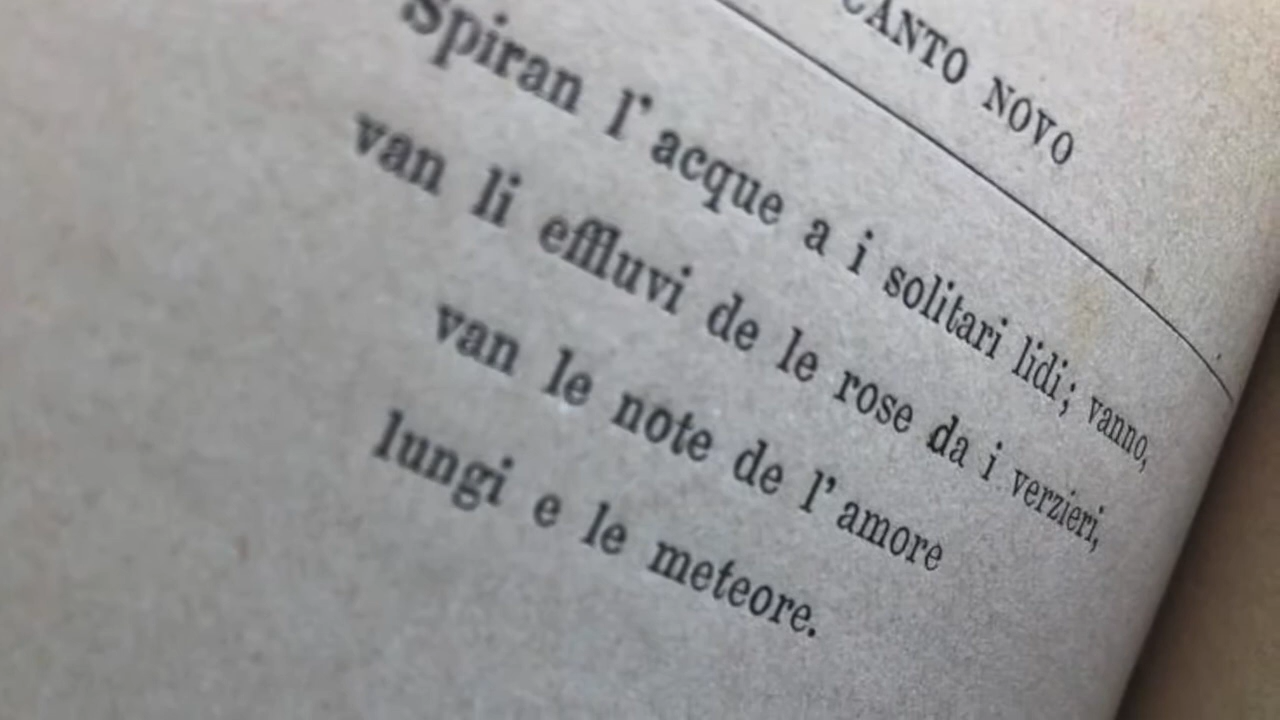 CANTO NOVO
Spiran l'acque a i solitari lidi; vanno,
van li effluvi de le rose da i verzieri,
van le note de l'amore
lungi e le meteore.